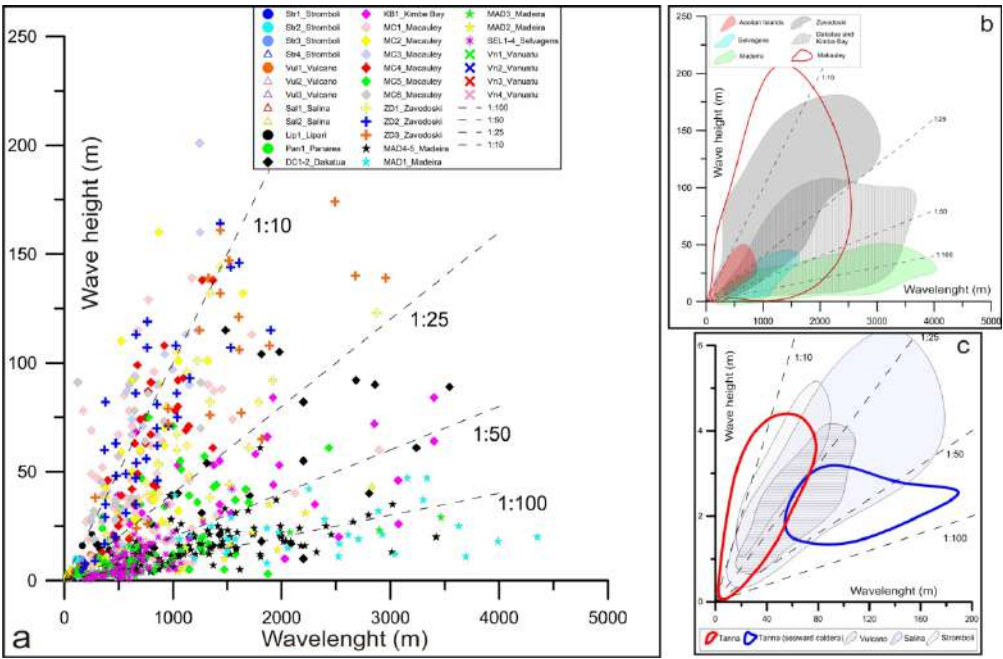 250
200
150
100
50
0
Wave height (m)
0 1000 2000 3000 4000 5000
Wavelenght (m)
a
1:10
1:25
1:50
1:100
Str1_Stromboli
Str2_Stromboli
Str3_Stromboli
Str4_Stromboli
Vul1_Vulcano
Vul2_Vulcano
Vul3_Vulcano
Sal1_Salina
Sal2_Salina
Lip1_Lipari
Pan1_Panarea
DC1-2_Dakatua
KB1_Kimbe Bay
MC1_Macauley
MC2_Macauley
MC3_Macauley
MC4_Macauley
MC5_Macauley
MC6_Macauley
ZD1_Zavodoski
ZD2_Zavodoski
ZD3_Zavodoski
MAD4-5_Madeira
MAD1_Madeira
MAD3_Madeira
MAD2_Madeira
SEL1-4_Selvagens
Vn1_Vanuatu
Vn2_Vanuatu
Vn3_Vanuatu
Vn4_Vanuatu
1:100
1:50
1:25
1:10
b
250
200
150
100
50
0
Wave height (m)
Aeolian Islands
Selvagens
Madeira
Zavodoski
Dakatua and
Kimbe-Bay
Makauley
1:10
1:25
1:50
1:100
Wavelenght (m)
0 1000 2000 3000 4000 5000
c
6
4
2
0
Wave height (m)
1:10
1:25
1:50
1:100
Wavelenght (m)
0 40 80 120 160 200
Tanna Tanna (seaward caldera) Vulcano Salina Stromboli